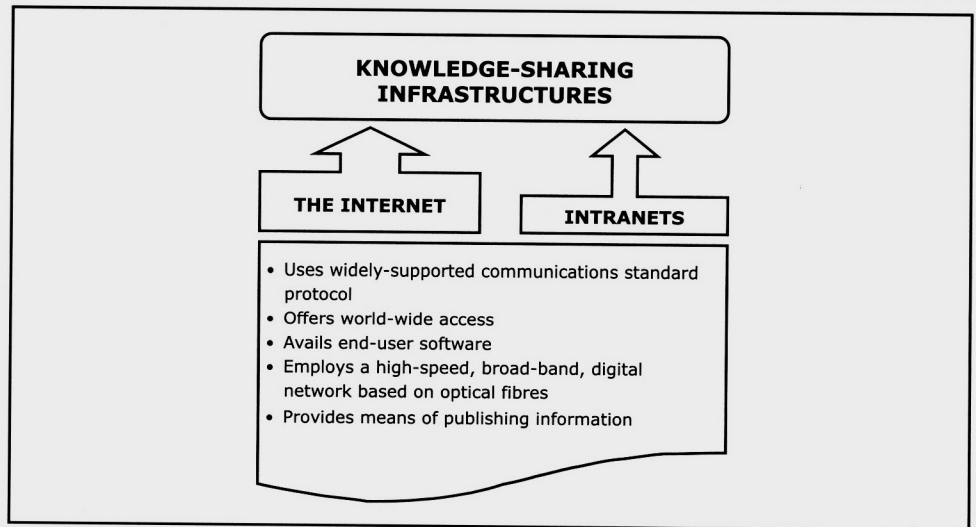 KNOWLEDGE-SHARING
INFRASTRUCTURES
THE INTERNET
INTRANETS
• Uses widely-supported communications standard
protocol
• Offers world-wide access
• Avails end-user software
• Employs a high-speed, broad-band, digital
network based on optical fibres
• Provides means of publishing information